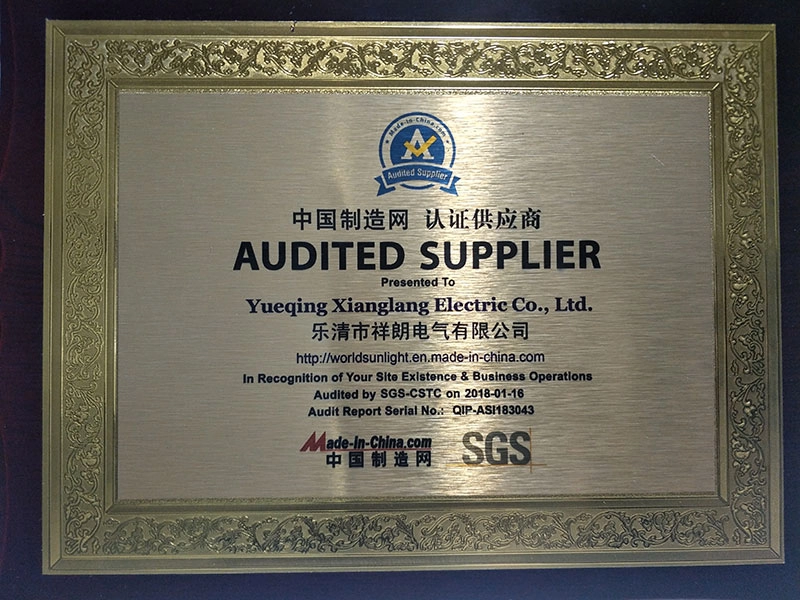 Made-in-China.com
Audited Supplier
中国制造网 认证供应商
AUDITED SUPPLIER
Presented To
Yueqing Xianglang Electric Co., Ltd.
乐清市祥朗电气有限公司
http://worldsunlight.en.made-in-china.com
In Recognition of Your Site Existence & Business Operations
Audited by SGS-CSTC on 2018-01-16
Audit Report Serial No.: QIP-ASI183043
Made-in-China.com
中国制造网
SGS